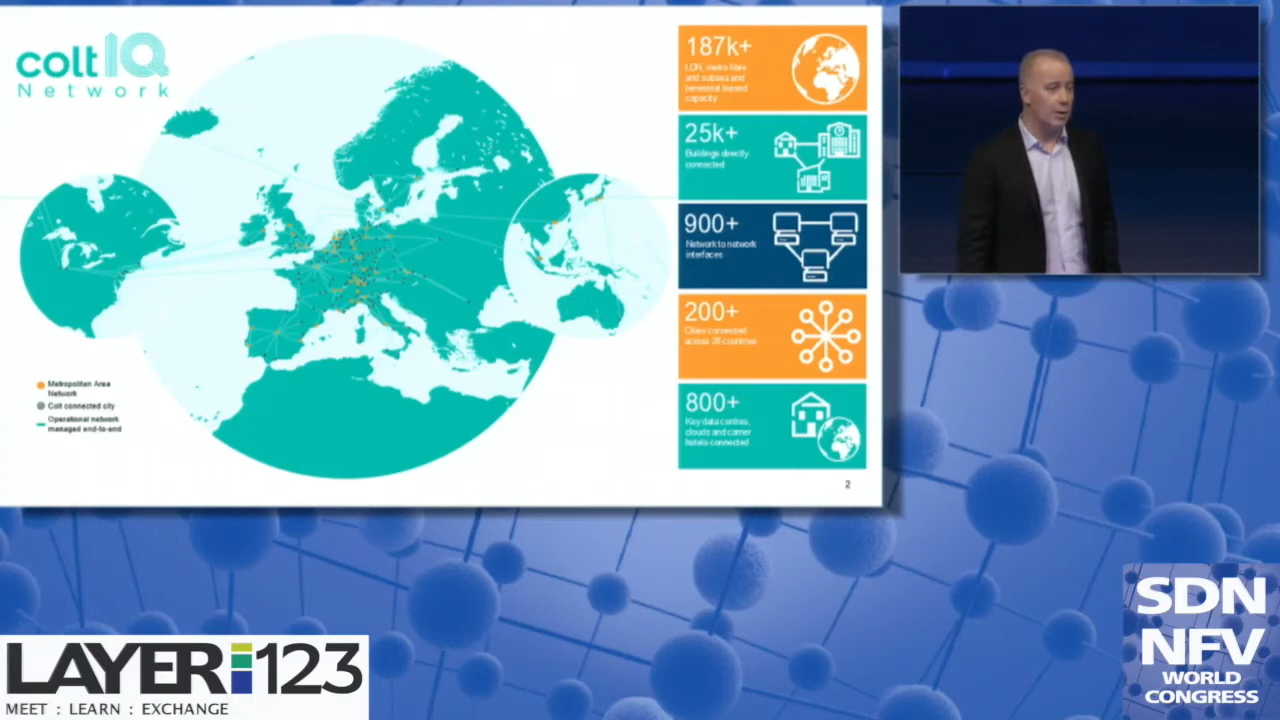 colt IQ
Network
187k+
LDN, metro fibre
and subsea and
terrestrial leased
capacity
25k+
Buildings directly
connected
900+
Network to network
interfaces
200+
Cities connected
across 28 countries
800+
Key data centres,
clouds and carrier
hotels connected
Metropolitan Area
Network
Colt connected city
Operational network
managed end-to-end
2
LAYER123
MEET : LEARN : EXCHANGE
SDN
NFV
WORLD
CONGRESS